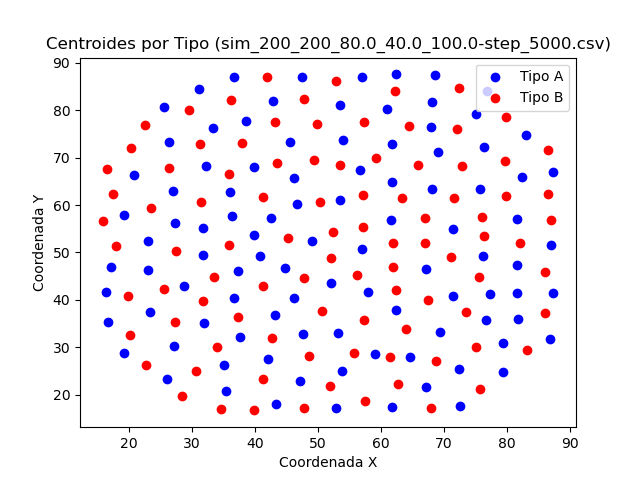 Centroides por Tipo (sim_200_200_80.0_40.0_100.0-step_5000.csv)
Tipo A
Tipo B
Coordenada Y
90
80
70
60
50
40
30
20
20 30 40 50 60 70 80 90
Coordenada X